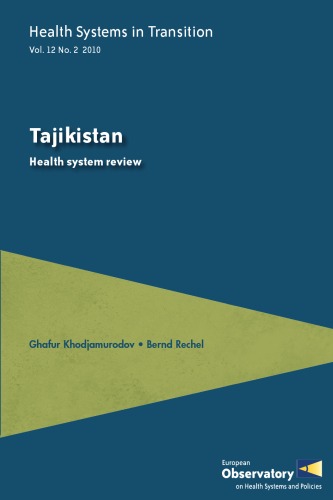 Health Systems in Transition
Vol. 12 No. 2 2010
Tajikistan
Health system review
Ghafur Khodjamurodov • Bernd Rechel
European
Observatory
on Health Systems and Policies